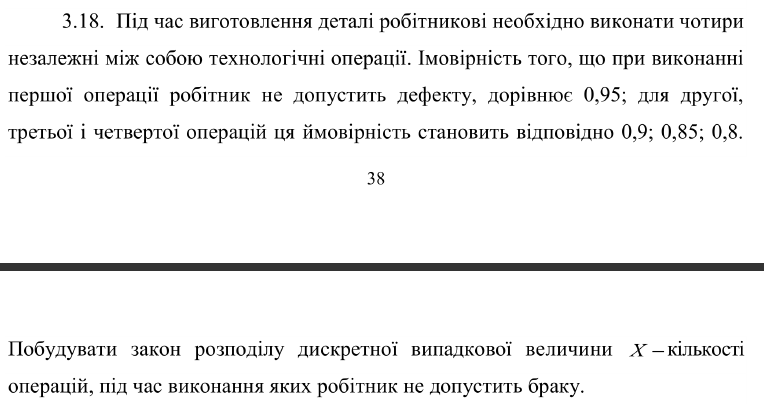 3.18. Під час виготовлення деталі робітникові необхідно виконати чотири
незалежні між собою технологічні операції. Імовірність того, що при виконанні
першої операції робітник не допустить дефекту, дорівнює 0,95; для другої,
третьої і четвертої операцій ця ймовірність становить відповідно 0,9; 0,85; 0,8.
38
Побудувати закон розподілу дискретної випадкової величини X – кількості
операцій, під час виконання яких робітник не допустить браку.